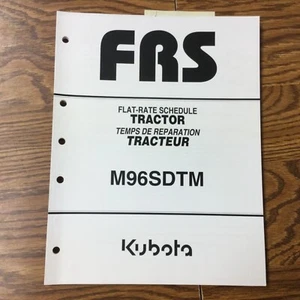 FRS
FLAT-RATE SCHEDULE
TRACTOR
TEMPS DE REPARATION
TRACTEUR
M96SDTM
Kubota